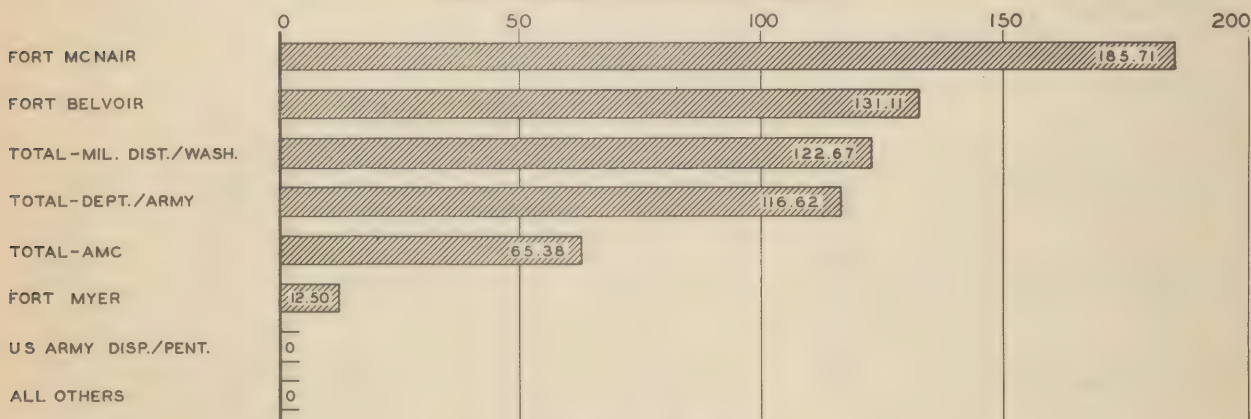 0 50 100 150 200
FORT MCNAIR 185.71
FORT BELVOIR 131.11
TOTAL-MIL. DIST./WASH. 122.67
TOTAL-DEPT./ARMY 116.62
TOTAL-AMC 65.38
FORT MYER 12.50
US ARMY DISP./PENT. 0
ALL OTHERS 0